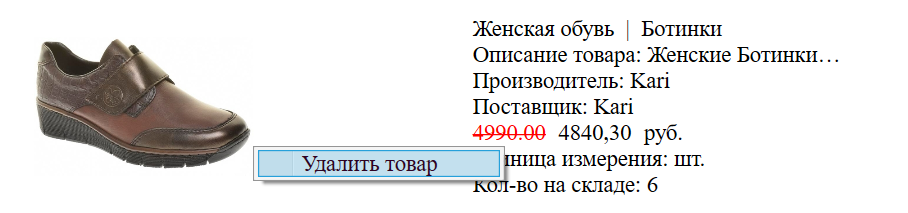 Женская обувь | Ботинки
Описание товара: Женские Ботинки…
Производитель: Kari
Поставщик: Kari
4990.00 4840,30 руб.
Удалить товар
измерения: шт.
Кол-во на складе: 6